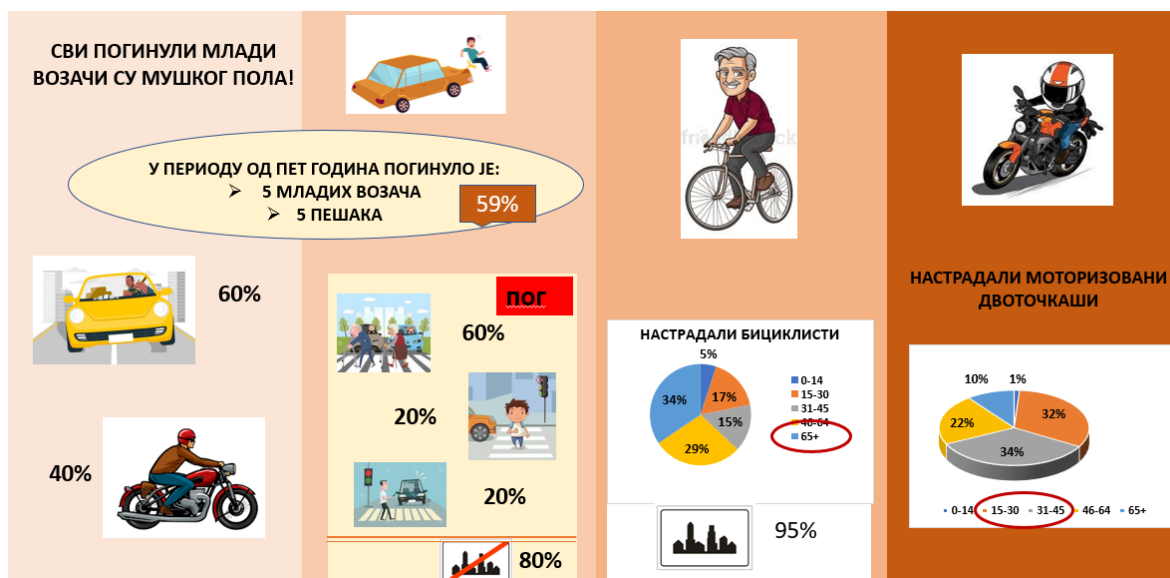 СВИ ПОГИНУЛИ МЛАДИ
ВОЗАЧИ СУ МУШКОГ ПОЛА!
У ПЕРИОДУ ОД ПЕТ ГОДИНА ПОГИНУЛО ЈЕ:
➢ 5 МЛАДИХ ВОЗАЧА
➢ 5 ПЕШАКА
59%
60%
40%
ПОГ
60%
20%
20%
80%
НАСТРАДАЛИ БИЦИКЛИСТИ
5%
17%
15%
29%
34%
0-14
15-30
31-45
46-64
65+
95%
НАСТРАДАЛИ МОТОРИЗОВАНИ
ДВОТОЧКАШИ
1%
32%
34%
22%
10%
0-14 15-30 31-45 46-64 65+